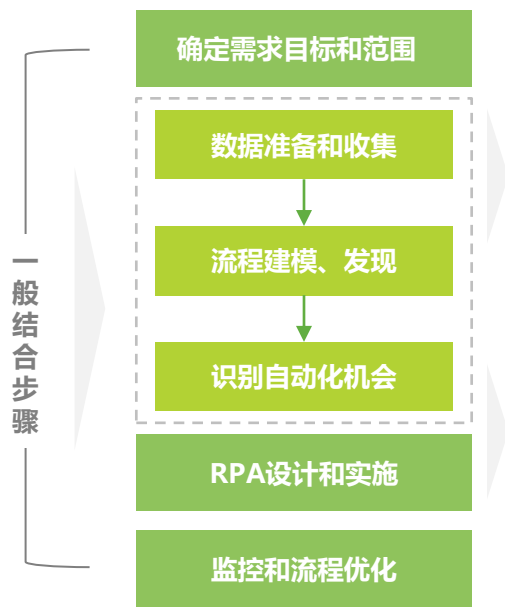 确定需求目标和范围
数据准备和收集
流程建模、发现
识别自动化机会
一般结合步骤
RPA设计和实施
监控和流程优化